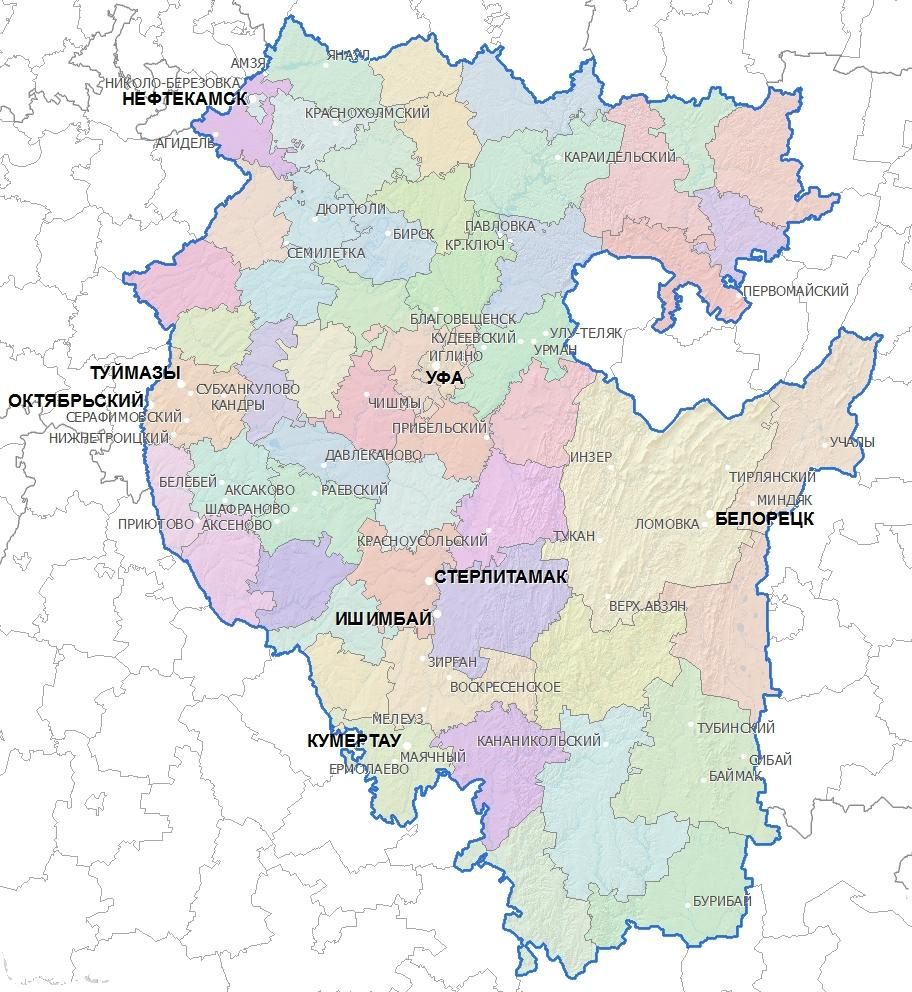 ЯНАУЛ
АМЗЯ
НИКОЛО-БЕРЕЗОВКА
НЕФТЕКАМСК
КРАСНОХОЛМСКИЙ
АГИДЕЛЬ
КАРАИДЕЛЬСКИЙ
ДЮРТЮЛИ
ПАВЛОВКА
БИРСК
КР.КЛЮЧ
СЕМИЛЕТКА
ПЕРВОМАЙСКИЙ
БЛАГОВЕЩЕНСК
УЛУ-ТЕЛЯК
КУДЕЕВСКИЙ
УРМАН
ИГЛИНО
ТУЙМАЗЫ
УФА
СУБХАНКУЛОВО
ОКТЯБРЬСКИЙ
КАНДРЫ
ЧИШМЫ
СЕРАФИМОВСКИЙ
ПРИБЕЛЬСКИЙ
НИЖНЕТРОИЦКИЙ
УЧАЛЫ
ДАВЛЕКАНОВО
ИНЗЕР
ТИРЛЯНСКИЙ
БЕЛЕБЕЙ
АКСАКОВО
РАЕВСКИЙ
МИНДЯК
ШАФРАНОВО
БЕЛОРЕЦК
ПРИЮТОВО
АКСЕНОВО
ЛОМОВКА
ТУКАН
КРАСНОУСОЛЬСКИЙ
СТЕРЛИТАМАК
ВЕРХ.АВЗЯН
ИШИМБАЙ
ЗИРГАН
ВОСКРЕСЕНСКОЕ
МЕЛЕУЗ
ТУБИНСКИЙ
КУМЕРТАУ
КАНАНИКОЛЬСКИЙ
МАЯЧНЫЙ
СИБАЙ
ЕРМОЛАЕВО
БАЙМАК
БУРИБАЙ